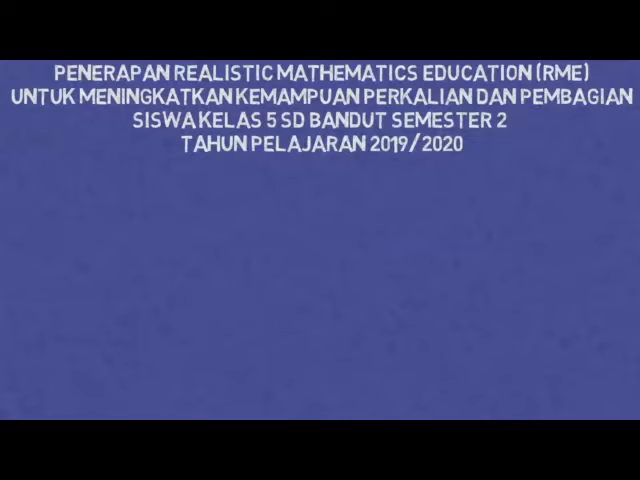 PENERAPAN REALISTIC MATHEMATICS EDUCATION (RME)
UNTUK MENINGKATKAN KEMAMPUAN PERKALIAN DAN PEMBAGIAN
SISWA KELAS 5 SD BANDUT SEMESTER 2
TAHUN PELAJARAN 2019/2020